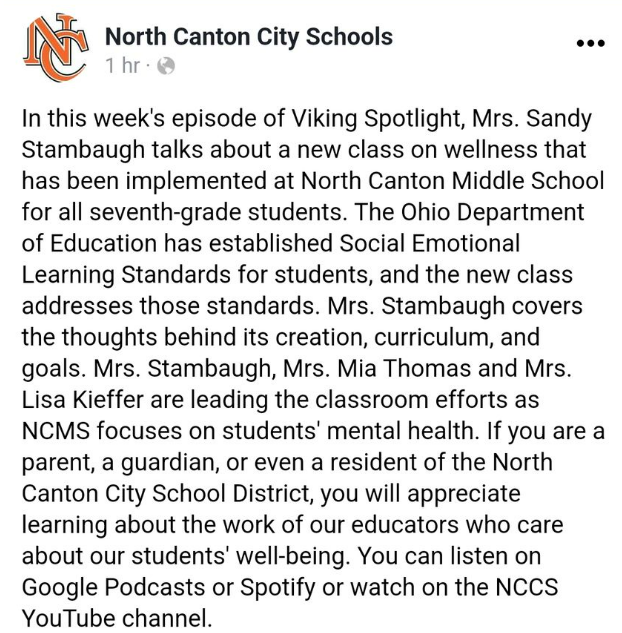 NC
North Canton City Schools
1 hr ·
In this week's episode of Viking Spotlight, Mrs. Sandy
Stambaugh talks about a new class on wellness that
has been implemented at North Canton Middle School
for all seventh-grade students. The Ohio Department
of Education has established Social Emotional
Learning Standards for students, and the new class
addresses those standards. Mrs. Stambaugh covers
the thoughts behind its creation, curriculum, and
goals. Mrs. Stambaugh, Mrs. Mia Thomas and Mrs.
Lisa Kieffer are leading the classroom efforts as
NCMS focuses on students' mental health. If you are a
parent, a guardian, or even a resident of the North
Canton City School District, you will appreciate
learning about the work of our educators who care
about our students' well-being. You can listen on
Google Podcasts or Spotify or watch on the NCCS
YouTube channel.